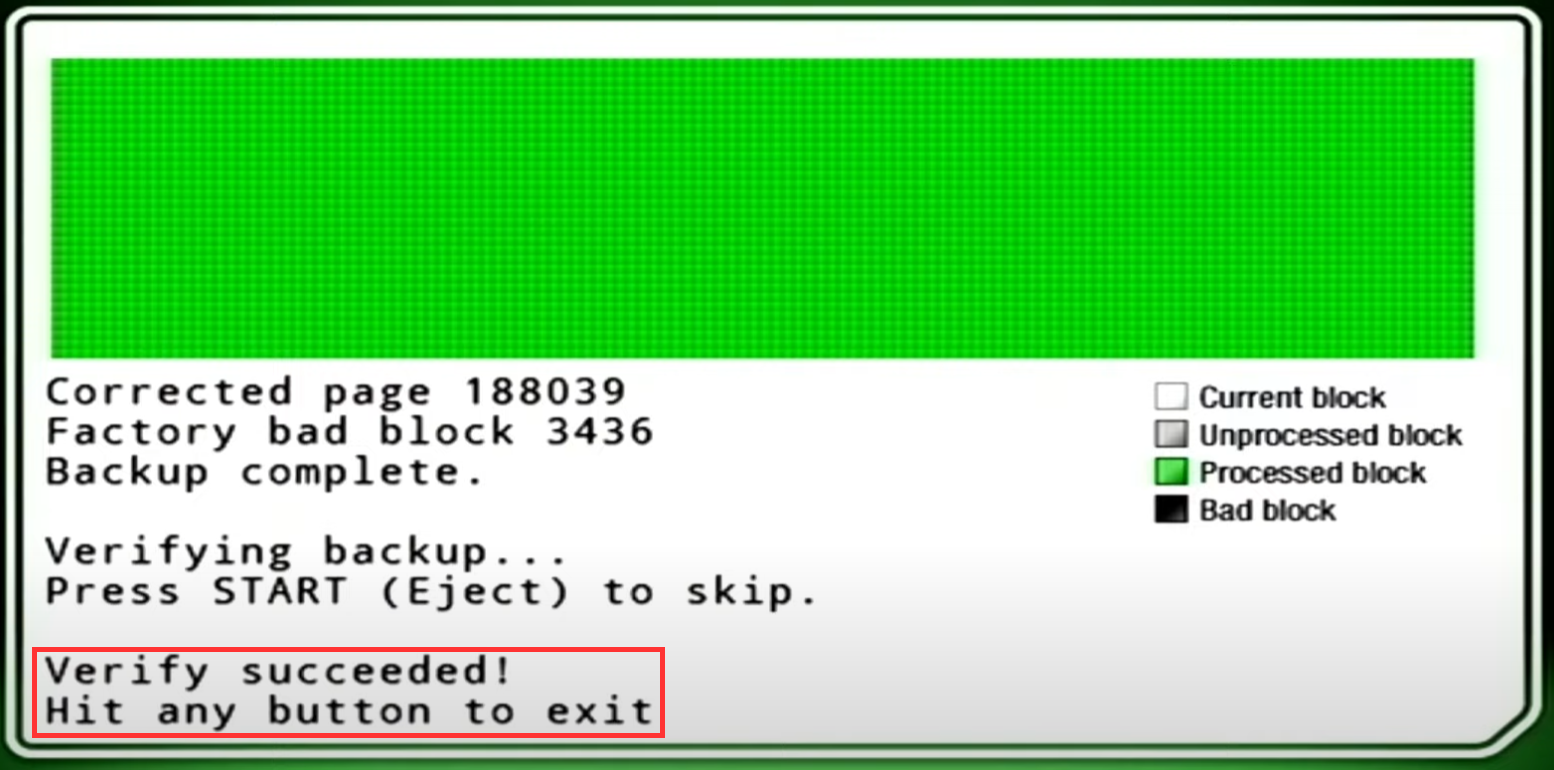 Corrected page 188039
Factory bad block 3436
Backup complete.
Verifying backup...
Press START (Eject) to skip.
Verify succeeded!
Hit any button to exit
Current block
Unprocessed block
Processed block
Bad block